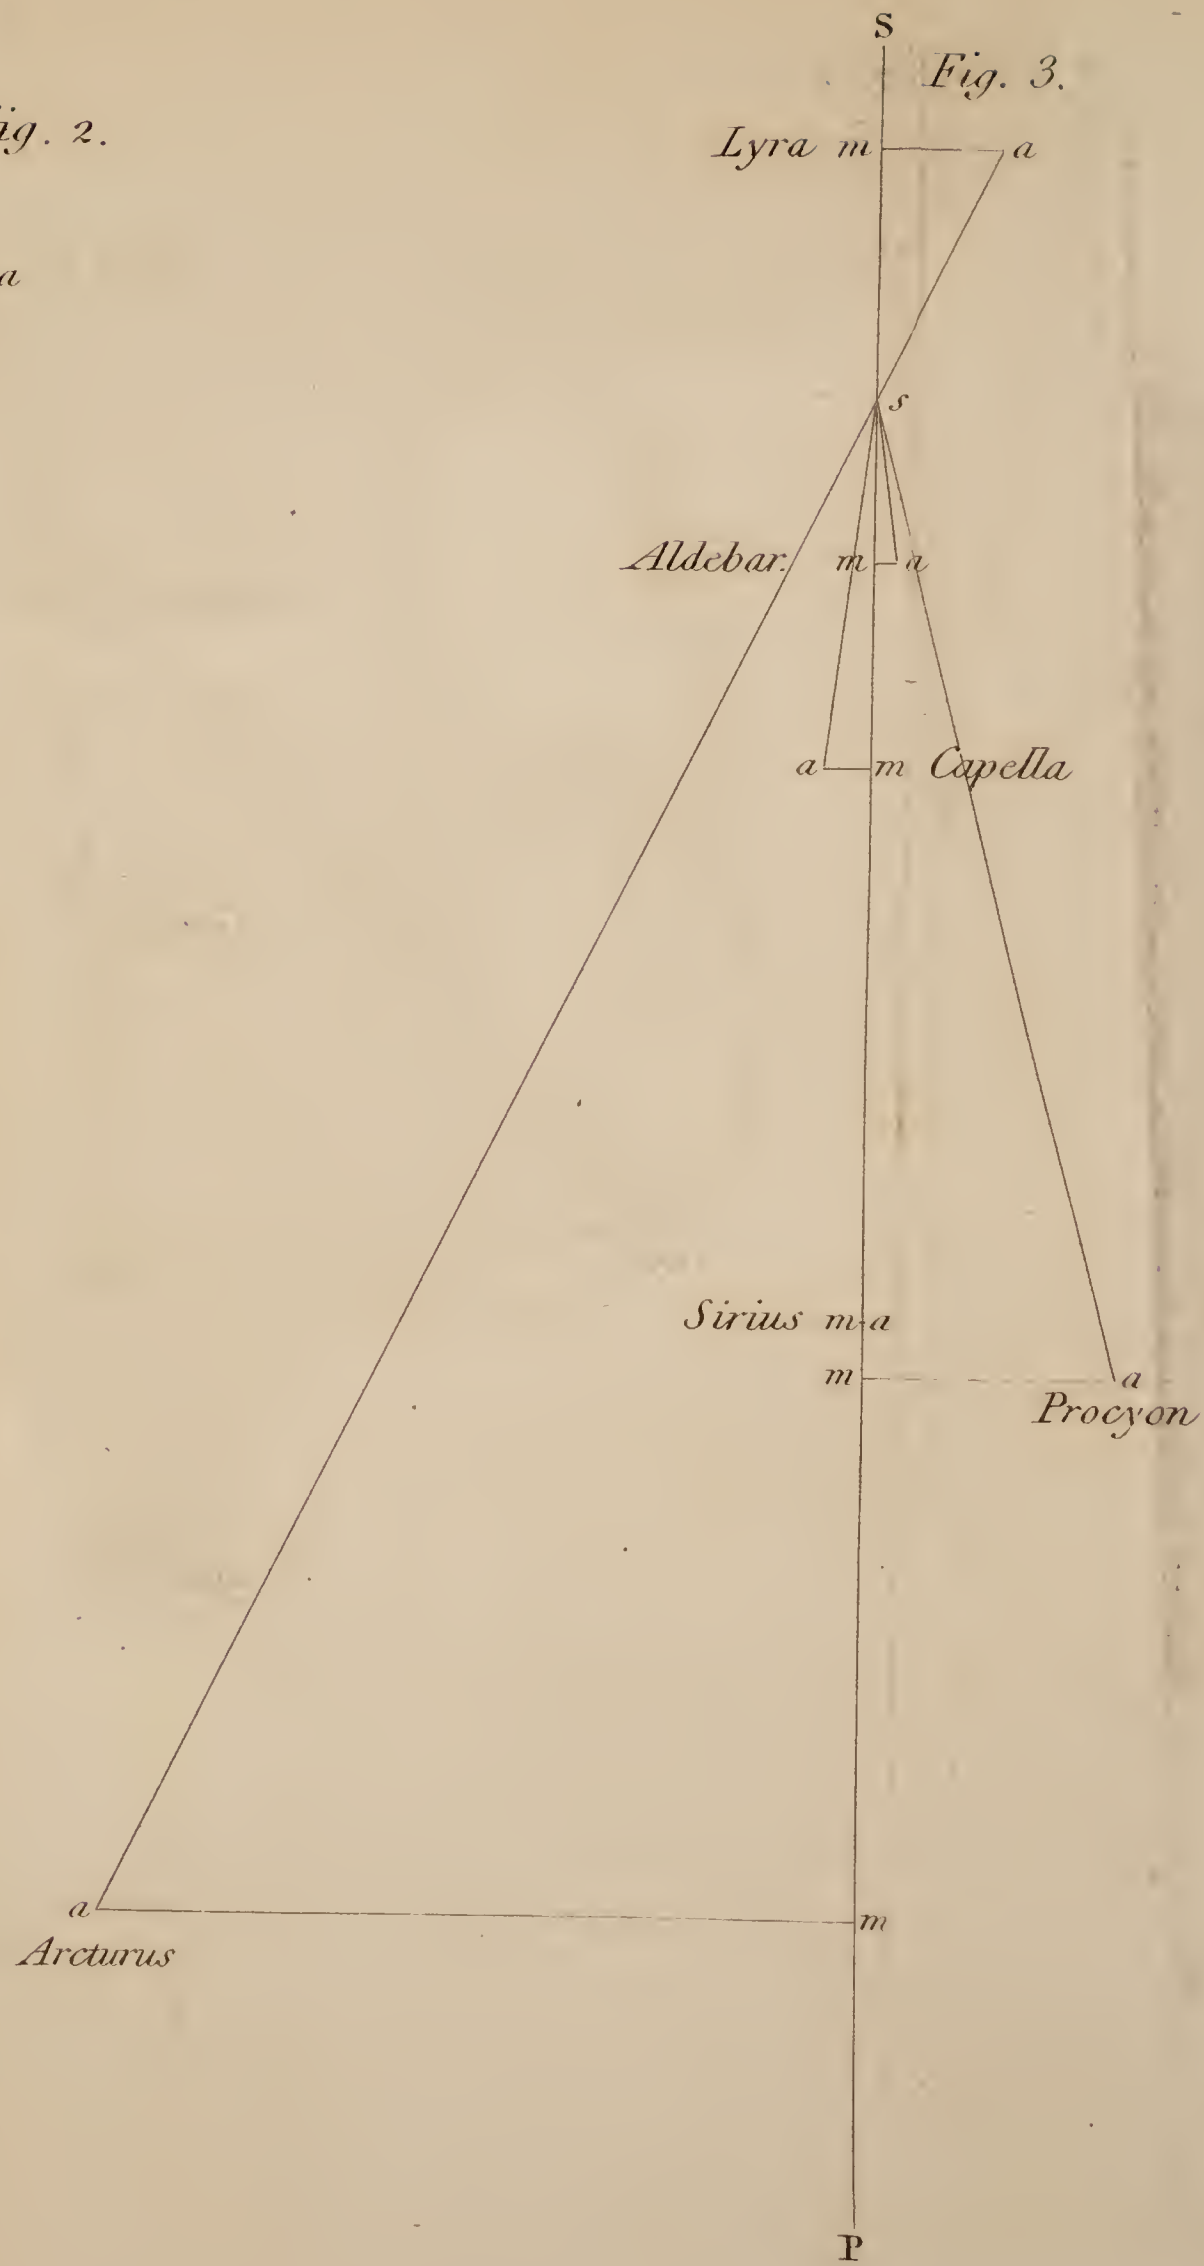 S
Fig. 3.
ig. 2.
Lyra m a
a
s
Aldebar. m a
a m Capella
Sirius m a
m a
Procyon
a m
Arcturus
P